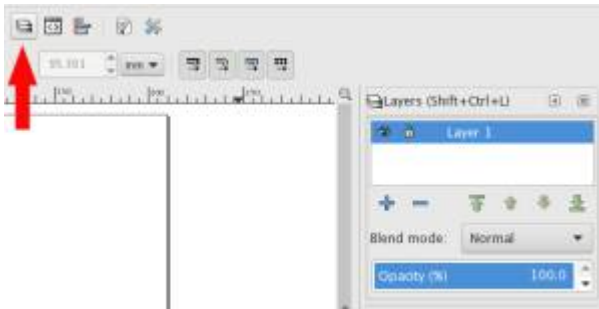 mm
Layers (Shift+Ctrl+L)
Layer 1
Blend mode:
Normal
Opacity (%)
100.0